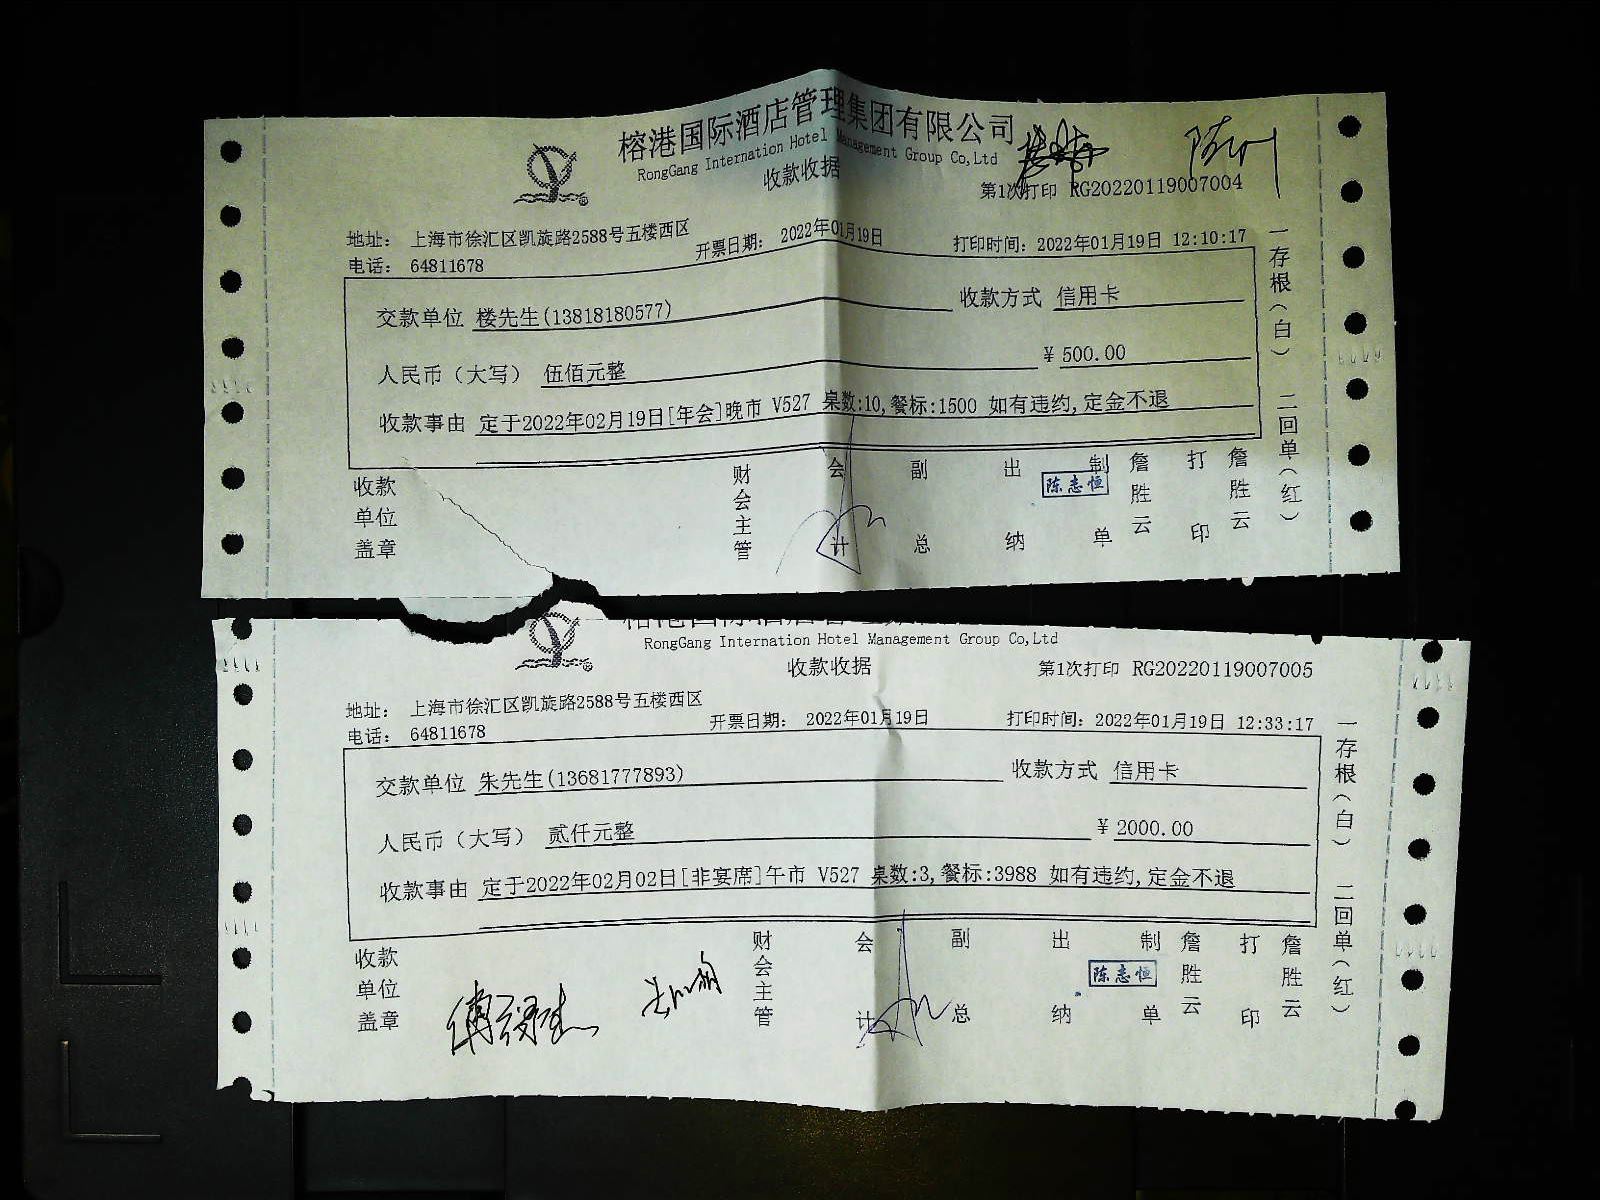 榕港国际酒店管理集团有限公司
RongGang Internation Hotel Management Group Co,Ltd
收款收据
第1次打印 RG20220119007004
地址： 上海市徐汇区凯旋路2588号五楼西区
电话： 64811678
开票日期： 2022年01月19日
打印时间：2022年01月19日 12:10:17
交款单位 楼先生(13818180577)
收款方式 信用卡
人民币（大写） 伍佰元整
¥ 500.00
收款事由 定于2022年02月19日[年会]晚市 V527 桌数:10,餐标:1500 如有违约,定金不退
收款单位盖章
财会主管
会计
副总
出纳
制单
陈志恒
詹胜云
打印
詹胜云
一存根（白） 二回单（红）
RongGang Internation Hotel Management Group Co,Ltd
收款收据
第1次打印 RG20220119007005
地址： 上海市徐汇区凯旋路2588号五楼西区
电话： 64811678
开票日期： 2022年01月19日
打印时间：2022年01月19日 12:33:17
交款单位 朱先生(13681777893)
收款方式 信用卡
人民币（大写） 贰仟元整
¥ 2000.00
收款事由 定于2022年02月02日[非宴席]午市 V527 桌数:3,餐标:3988 如有违约,定金不退
收款单位盖章
财会主管
会计
副总
出纳
制单
陈志恒
詹胜云
打印
詹胜云
一存根（白） 二回单（红）